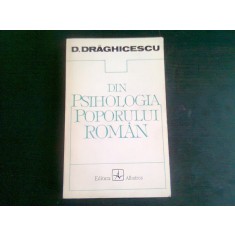 D. DRĂGHICESCU
DIN
PSIHOLOGIA
POPORULUI
ROMÂN
Editura Albatros